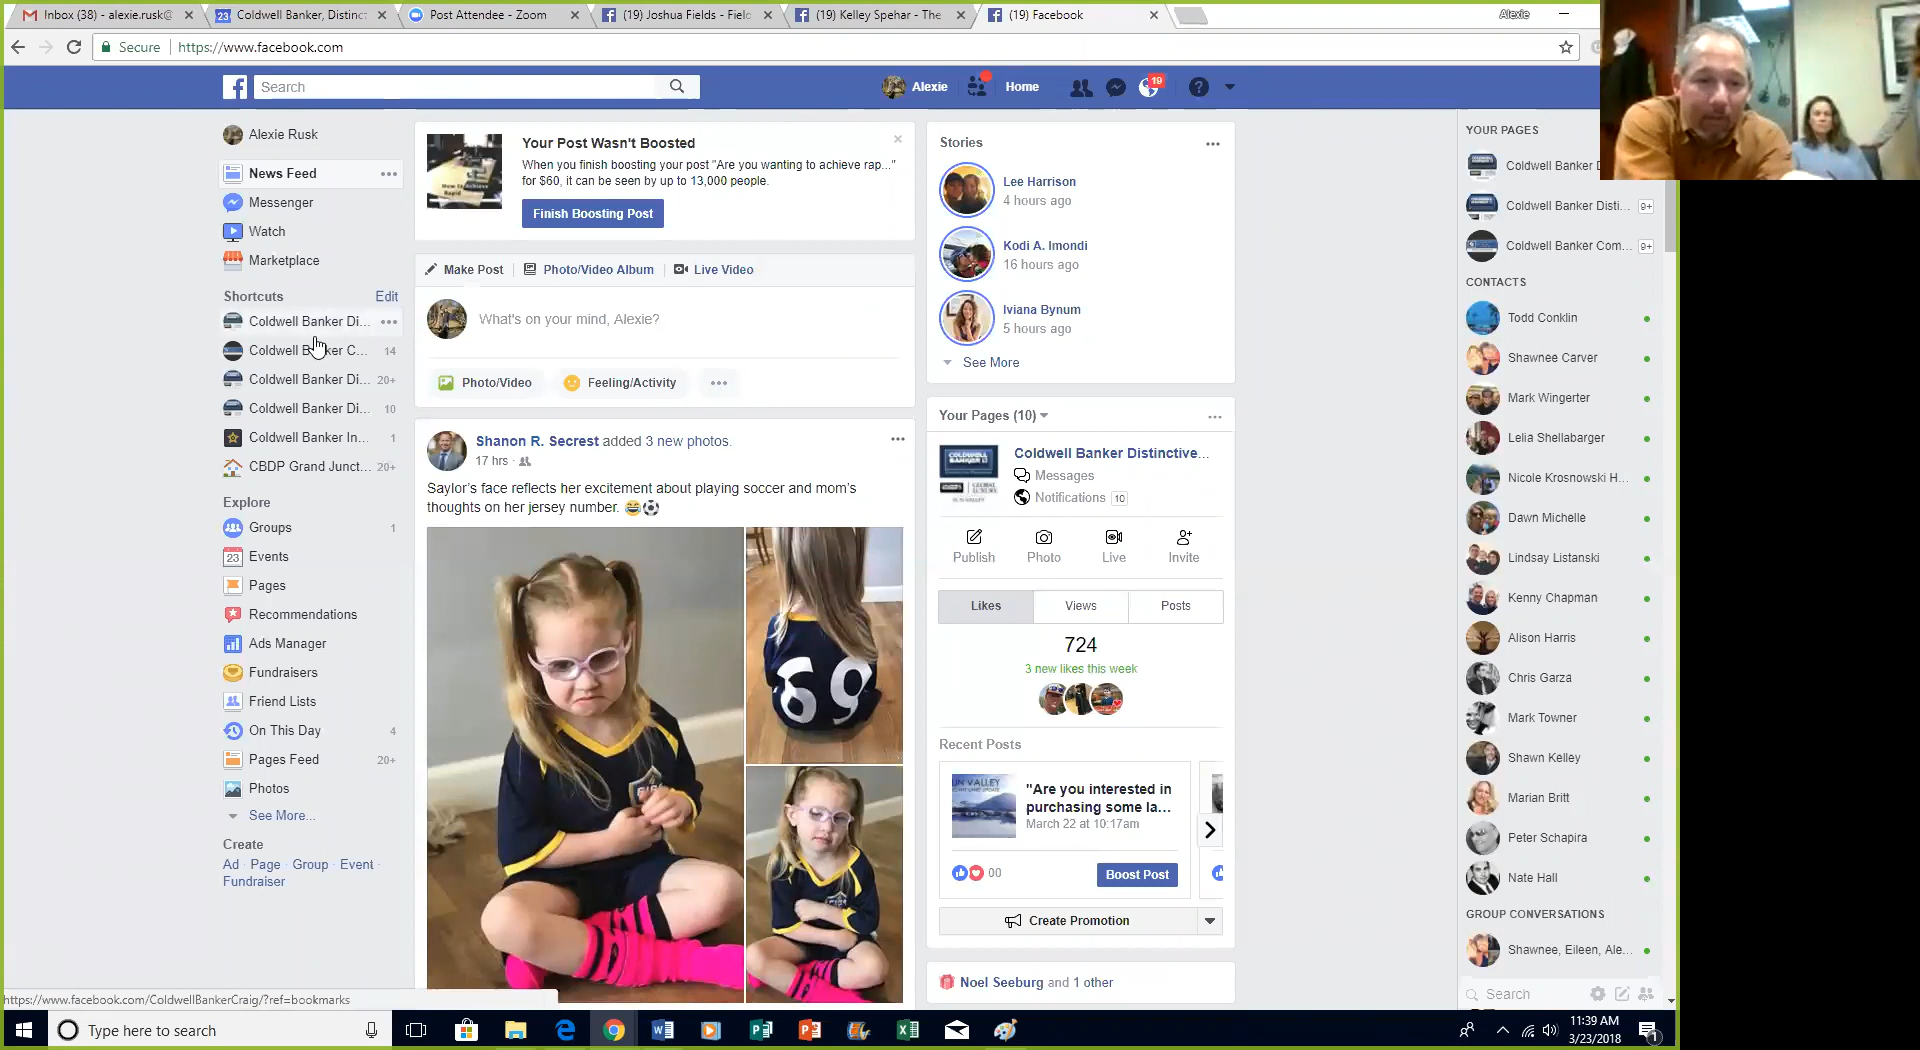 Inbox (38) - alexie.rusk@
Coldwell Banker, Distinct
Post Attendee - Zoom
(19) Joshua Fields - Field
(19) Kelley Spehar - The
(19) Facebook
Alexie
Secure
https://www.facebook.com
Search
Alexie
Home
19
Alexie Rusk
News Feed
Messenger
Watch
Marketplace
Shortcuts
Edit
Coldwell Banker Di...
Coldwell Banker C... 14
Coldwell Banker Di... 20+
Coldwell Banker Di... 10
Coldwell Banker In... 1
CBDP Grand Junct... 20+
Explore
Groups 1
23 Events
Pages
Recommendations
Ads Manager
Fundraisers
Friend Lists
On This Day 4
Pages Feed 20+
Photos
See More...
Create
Ad · Page · Group · Event ·
Fundraiser
https://www.facebook.com/ColdwellBankerCraig/?ref=bookmarks
Your Post Wasn't Boosted
When you finish boosting your post "Are you wanting to achieve rap..."
for $60, it can be seen by up to 13,000 people.
Finish Boosting Post
Make Post
Photo/Video Album
Live Video
What's on your mind, Alexie?
Photo/Video
Feeling/Activity
Shanon R. Secrest added 3 new photos.
17 hrs ·
Saylor's face reflects her excitement about playing soccer and mom's
thoughts on her jersey number. 😂⚽
69
Stories
Lee Harrison
4 hours ago
Kodi A. Imondi
16 hours ago
Iviana Bynum
5 hours ago
See More
Your Pages (10)
Coldwell Banker Distinctive...
Messages
Notifications 10
Publish
Photo
Live
Invite
Likes
Views
Posts
724
3 new likes this week
Recent Posts
"Are you interested in
purchasing some la...
March 22 at 10:17am
00
Boost Post
Create Promotion
Noel Seeburg and 1 other
YOUR PAGES
Coldwell Banker
Coldwell Banker Disti... 9+
Coldwell Banker Com... 9+
CONTACTS
Todd Conklin
Shawnee Carver
Mark Wingerter
Lelia Shellabarger
Nicole Krosnowski H...
Dawn Michelle
Lindsay Listanski
Kenny Chapman
Alison Harris
Chris Garza
Mark Towner
Shawn Kelley
Marian Britt
Peter Schapira
Nate Hall
GROUP CONVERSATIONS
Shawnee, Eileen, Ale...
Search
Type here to search
11:39 AM
3/23/2018
1